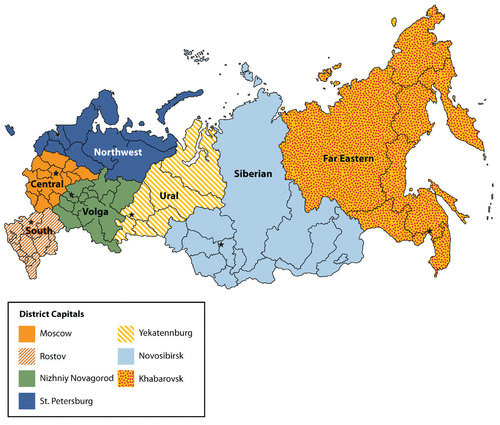 Northwest
Far Eastern
Siberian
Central
Ural
Volga
South
District Capitals
Moscow
Yekatennburg
Rostov
Novosibirsk
Nizhniy Novagorod
Khabarovsk
St. Petersburg